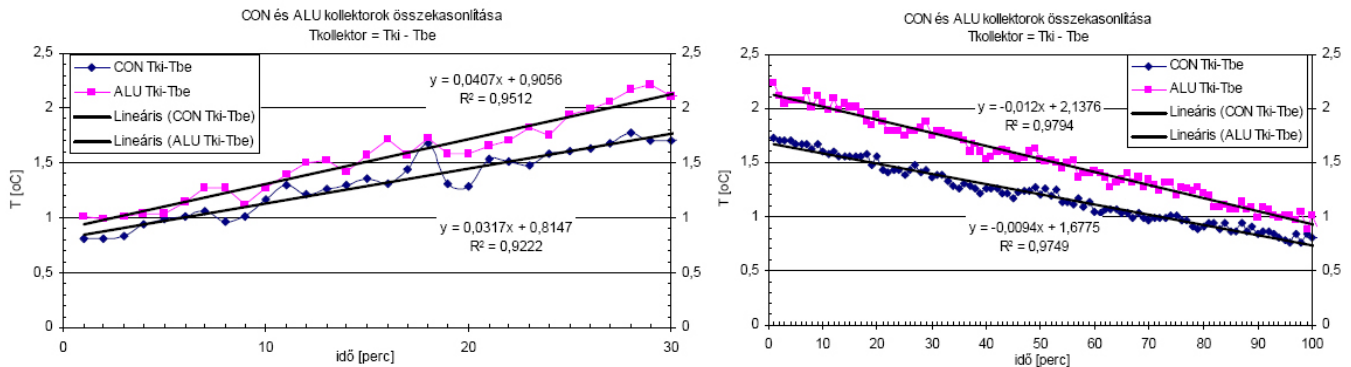 CON és ALU kollektorok összekasonlítása
Tkollektor = Tki - Tbe
2,5
2
1,5
1
0,5
0
2,5
2
1,5
1
0,5
0
T [oC]
CON Tki-Tbe
ALU Tki-Tbe
Lineáris (CON Tki-Tbe)
Lineáris (ALU Tki-Tbe)
y = 0,0407x + 0,9056
R² = 0,9512
y = 0,0317x + 0,8147
R² = 0,9222
0 10 20 30
idő [perc]
CON és ALU kollektorok összekasonlítása
Tkollektor = Tki - Tbe
2,5
2
1,5
1
0,5
0
2,5
2
1,5
1
0,5
0
T [oC]
CON Tki-Tbe
ALU Tki-Tbe
Lineáris (CON Tki-Tbe)
Lineáris (ALU Tki-Tbe)
y = -0,012x + 2,1376
R² = 0,9794
y = -0,0094x + 1,6775
R² = 0,9749
0 10 20 30 40 50 60 70 80 90 100
idő [perc]